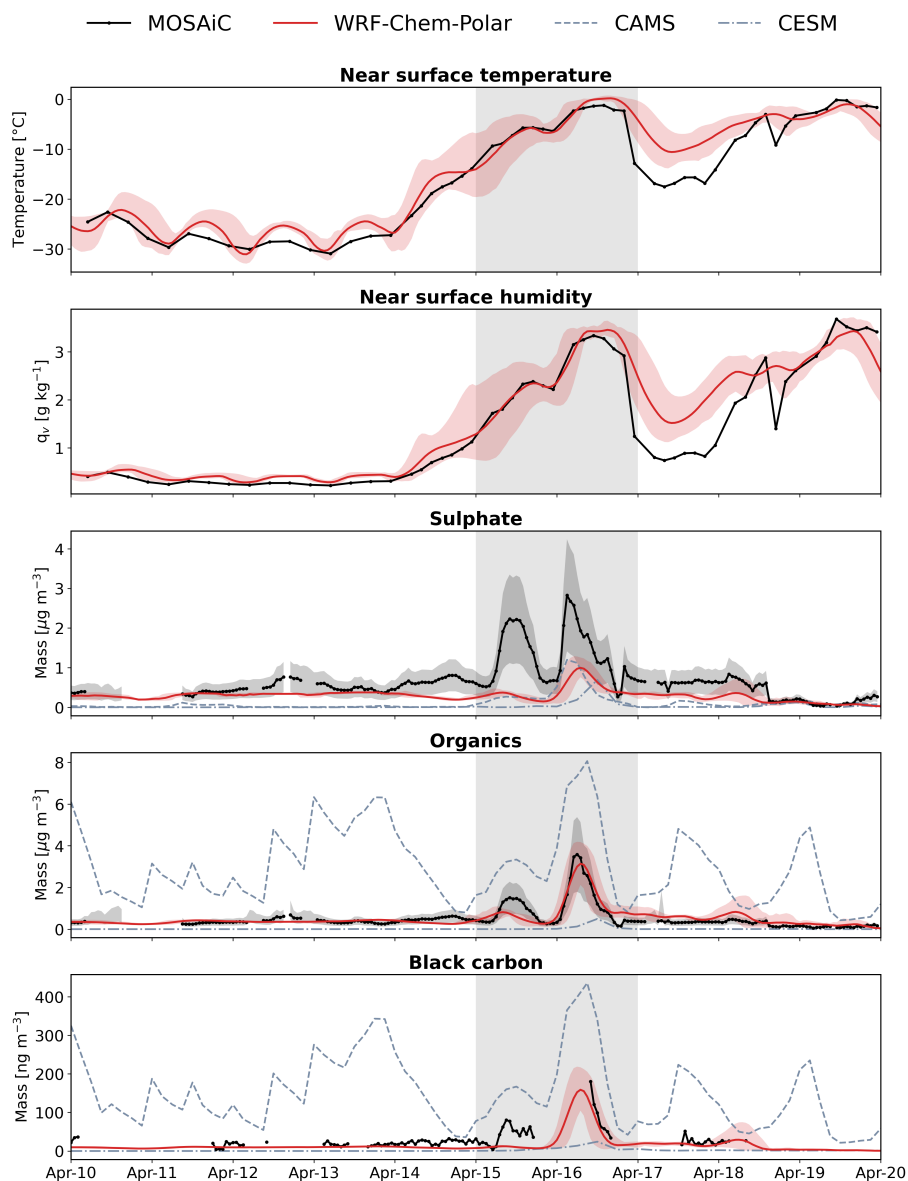 MOSAiC WRF-Chem-Polar CAMS CESM
Near surface temperature
Temperature [°C]
0
−10
−20
−30
Near surface humidity
qᵥ [g kg⁻¹]
3
2
1
Sulphate
Mass [μg m⁻³]
4
3
2
1
0
Organics
Mass [μg m⁻³]
8
6
4
2
0
Black carbon
Mass [ng m⁻³]
400
300
200
100
0
Apr-10 Apr-11 Apr-12 Apr-13 Apr-14 Apr-15 Apr-16 Apr-17 Apr-18 Apr-19 Apr-20